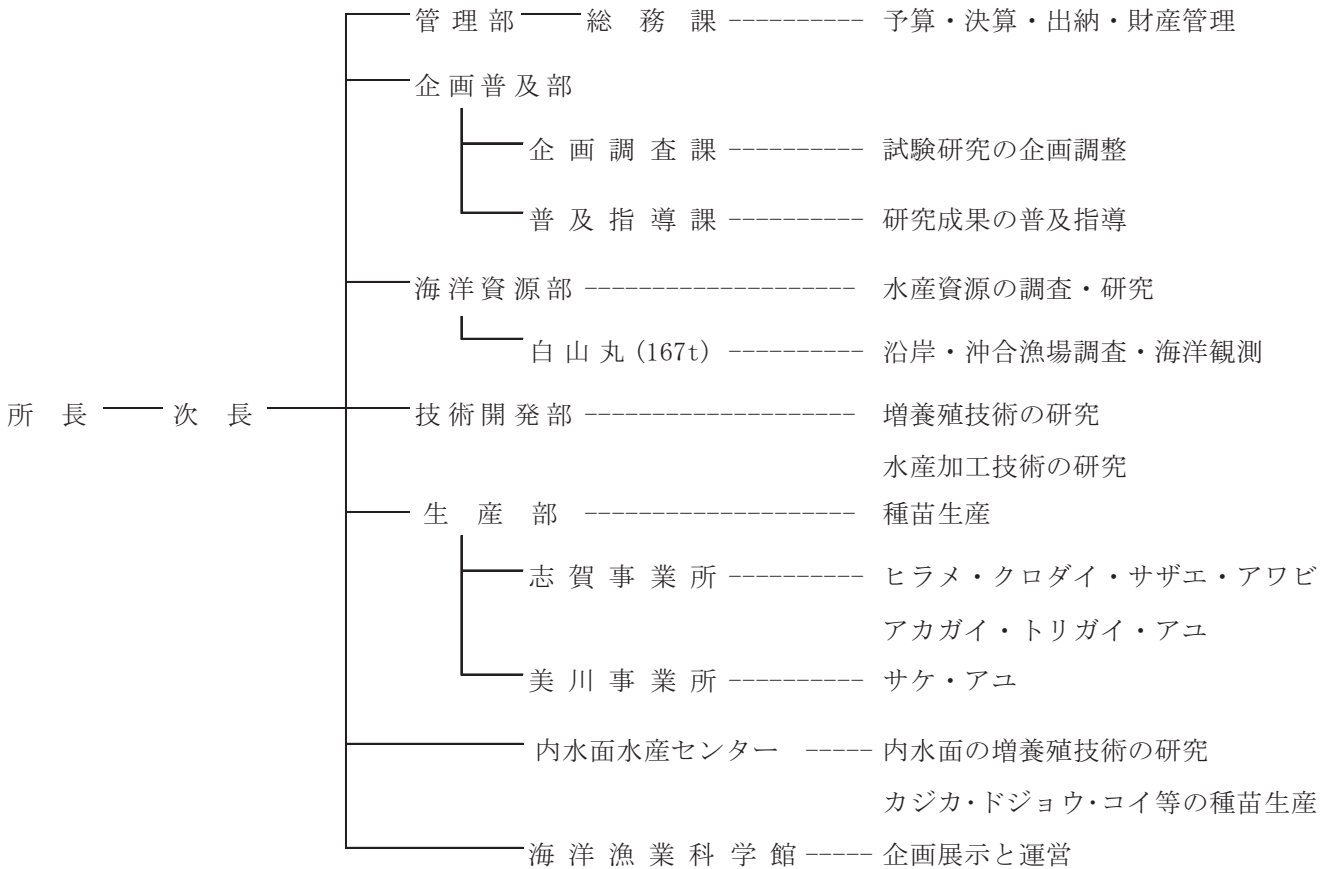 管理部 総務課 予算・決算・出納・財産管理
企画普及部
企画調査課 試験研究の企画調整
普及指導課 研究成果の普及指導
海洋資源部 水産資源の調査・研究
白山丸(167t) 沿岸・沖合漁場調査・海洋観測
所長 次長 技術開発部 増養殖技術の研究
水産加工技術の研究
生産部 種苗生産
志賀事業所 ヒラメ・クロダイ・サザエ・アワビ
アカガイ・トリガイ・アユ
美川事業所 サケ・アユ
内水面水産センター 内水面の増養殖技術の研究
カジカ・ドジョウ・コイ等の種苗生産
海洋漁業科学館 企画展示と運営